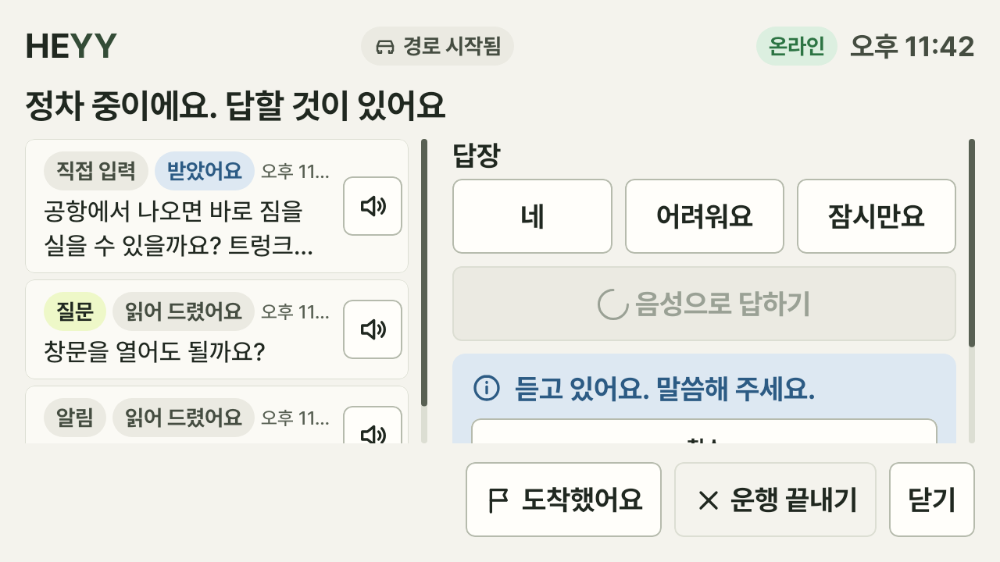 HEYY
경로 시작됨
온라인
오후 11:42
정차 중이에요. 답할 것이 있어요
직접 입력
받았어요
오후 11...
공항에서 나오면 바로 짐을
실을 수 있을까요? 트렁크...
질문
읽어 드렸어요
오후 11...
창문을 열어도 될까요?
알림
읽어 드렸어요
오후 11...
답장
네
어려워요
잠시만요
음성으로 답하기
듣고 있어요. 말씀해 주세요.
도착했어요
운행 끝내기
닫기